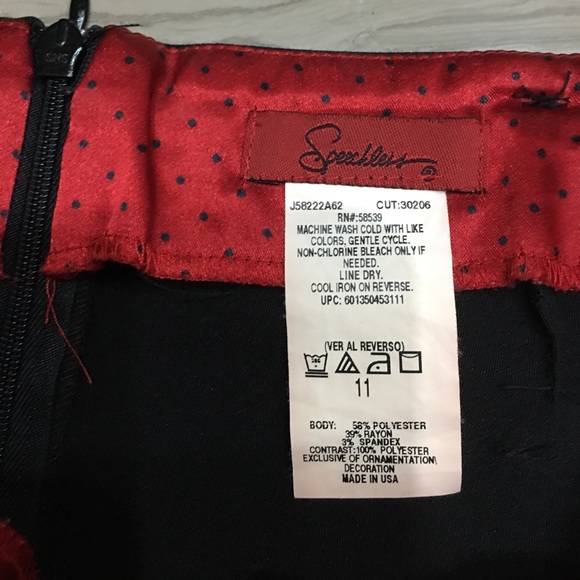 Speechless
J58222A62 CUT:30206
RN#:58539
MACHINE WASH COLD WITH LIKE
COLORS, GENTLE CYCLE.
NON-CHLORINE BLEACH ONLY IF
NEEDED.
LINE DRY.
COOL IRON ON REVERSE.
UPC: 601350453111
(VER AL REVERSO)
11
BODY: 58% POLYESTER
39% RAYON
3% SPANDEX
CONTRAST:100% POLYESTER
EXCLUSIVE OF ORNAMENTATION\
DECORATION
MADE IN USA